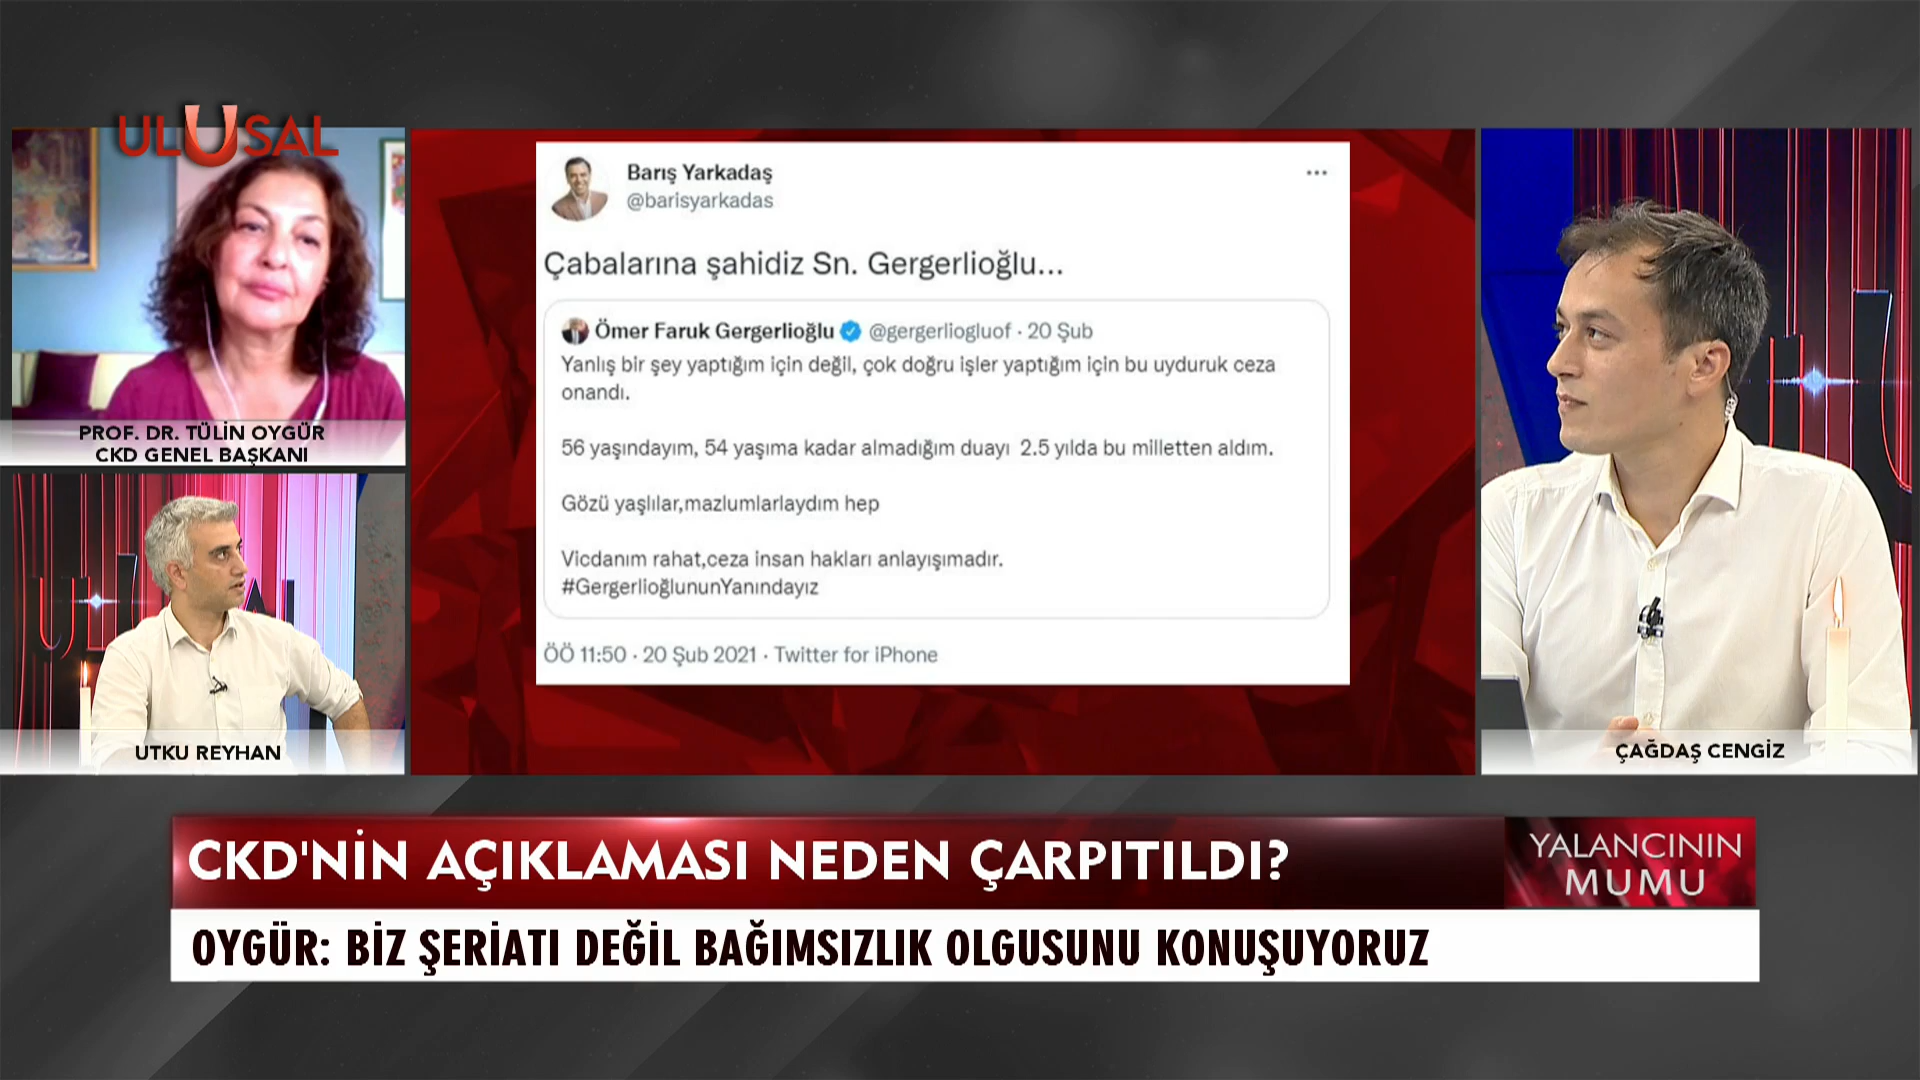 ULUSAL
PROF. DR. TÜLİN OYGÜR
CKD GENEL BAŞKANI
UTKU REYHAN
Barış Yarkadaş
@barisyarkadas
Çabalarına şahidiz Sn. Gergerlioğlu...
Ömer Faruk Gergerlioğlu @gergerliogluof · 20 Şub
Yanlış bir şey yaptığım için değil, çok doğru işler yaptığım için bu uyduruk ceza
onandı.
56 yaşındayım, 54 yaşıma kadar almadığım duayı 2.5 yılda bu milletten aldım.
Gözü yaşlılar,mazlumlarlaydım hep
Vicdanım rahat,ceza insan hakları anlayışımadır.
#GergerlioğlununYanındayız
ÖÖ 11:50 · 20 Şub 2021 · Twitter for iPhone
ÇAĞDAŞ CENGİZ
CKD'NİN AÇIKLAMASI NEDEN ÇARPITILDI?
YALANCININ
MUMU
OYGÜR: BİZ ŞERİATI DEĞİL BAĞIMSIZLIK OLGUSUNU KONUŞUYORUZ